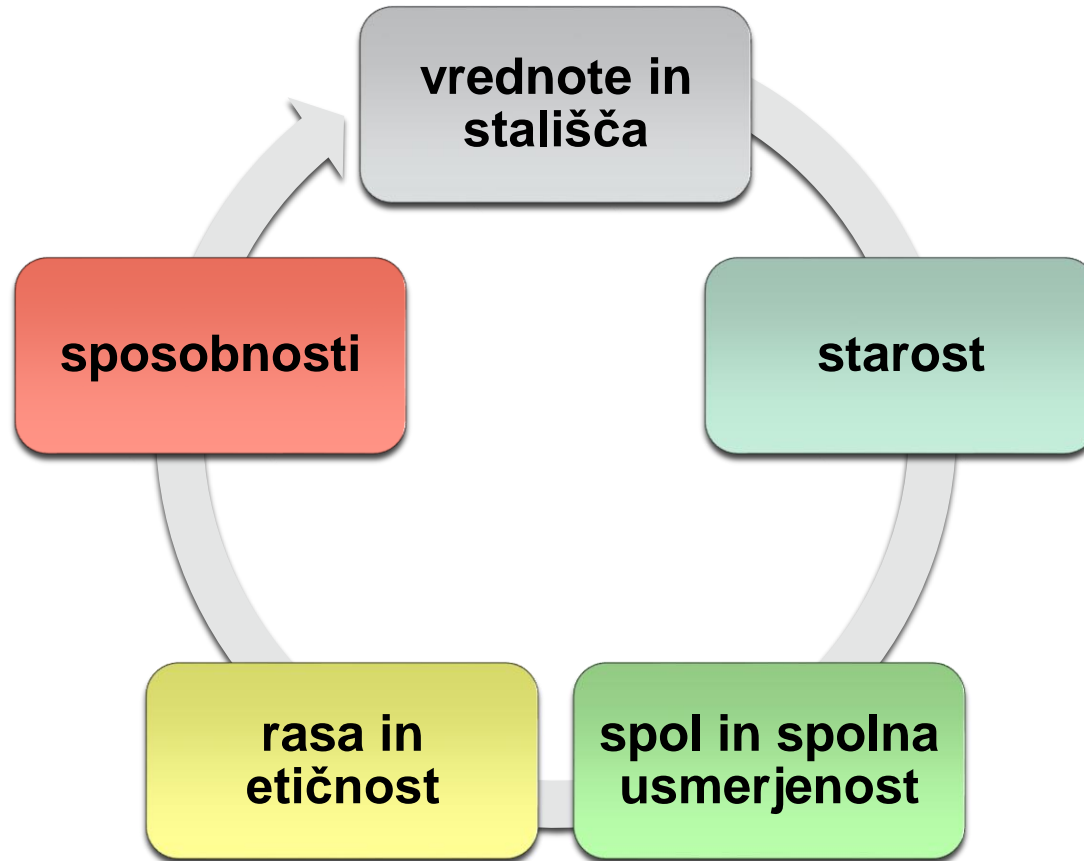 vrednote in
stališča
sposobnosti
starost
rasa in
etičnost
spol in spolna
usmerjenost